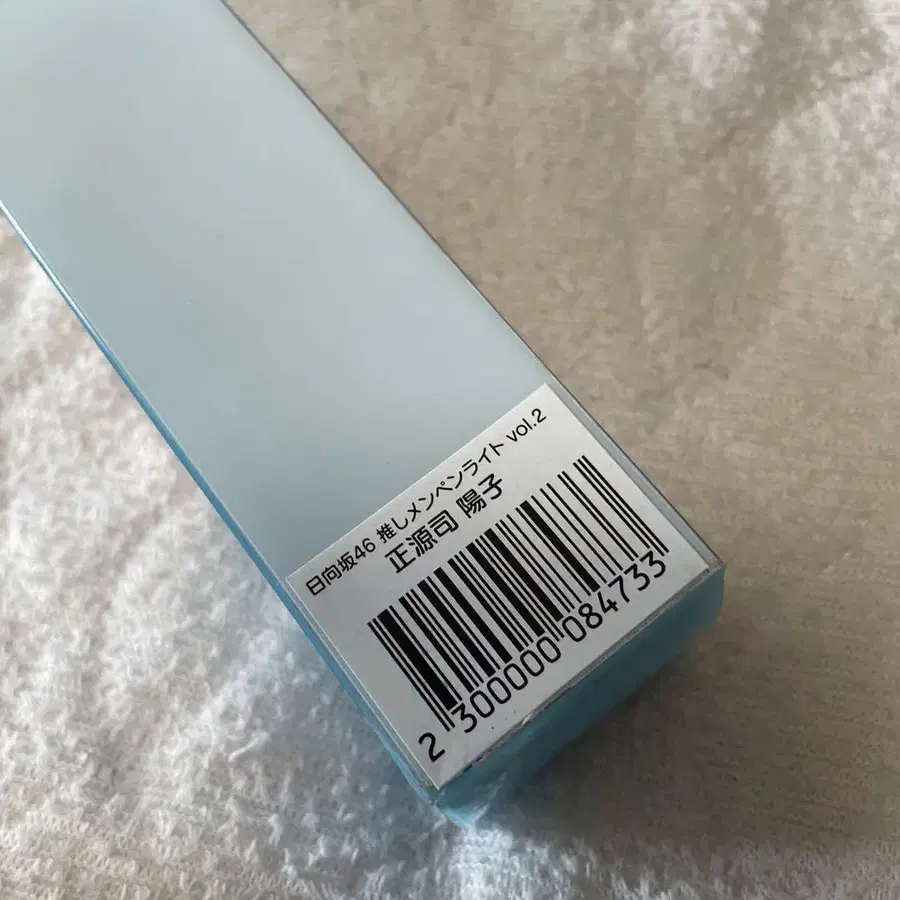 日向坂46 推しメンペンライト vol.2
正源司 陽子
2 300000 084733